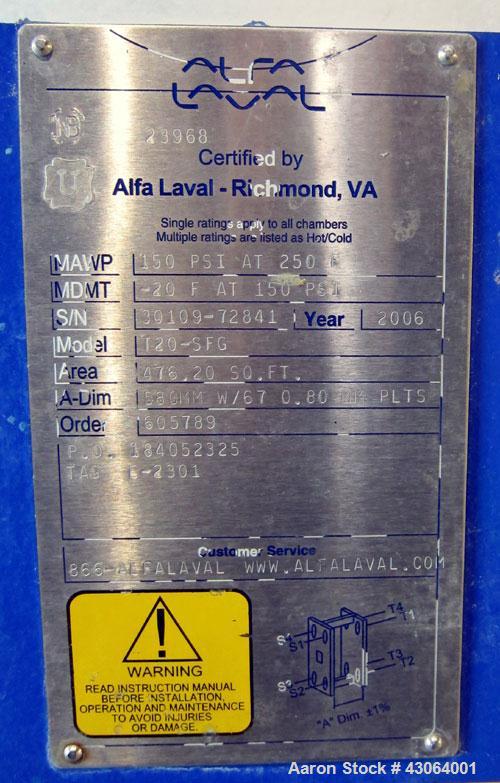 ALFA
LAVAL
23968
U
Certified by
Alfa Laval - Richmond, VA
Single ratings apply to all chambers
Multiple ratings are listed as Hot/Cold
MAWP 150 PSI AT 250 F
MDMT -20 F AT 150 PSI
S/N 30109-72841 Year 2006
Model T20-SFG
Area 476.20 SQ.FT.
A-Dim W/67 0.80 MM PLTS
Order 605789
P.O. 184052325
TAG E-2301
Customer Service
866-ALFALAVAL WWW.ALFALAVAL.COM
WARNING
READ INSTRUCTION MANUAL
BEFORE INSTALLATION,
OPERATION AND MAINTENANCE
TO AVOID INJURIES
OR DAMAGE.
S4
S1
S3
S2
T4
T1
T3
T2
"A" Dim. ±1%
Aaron Stock # 43064001